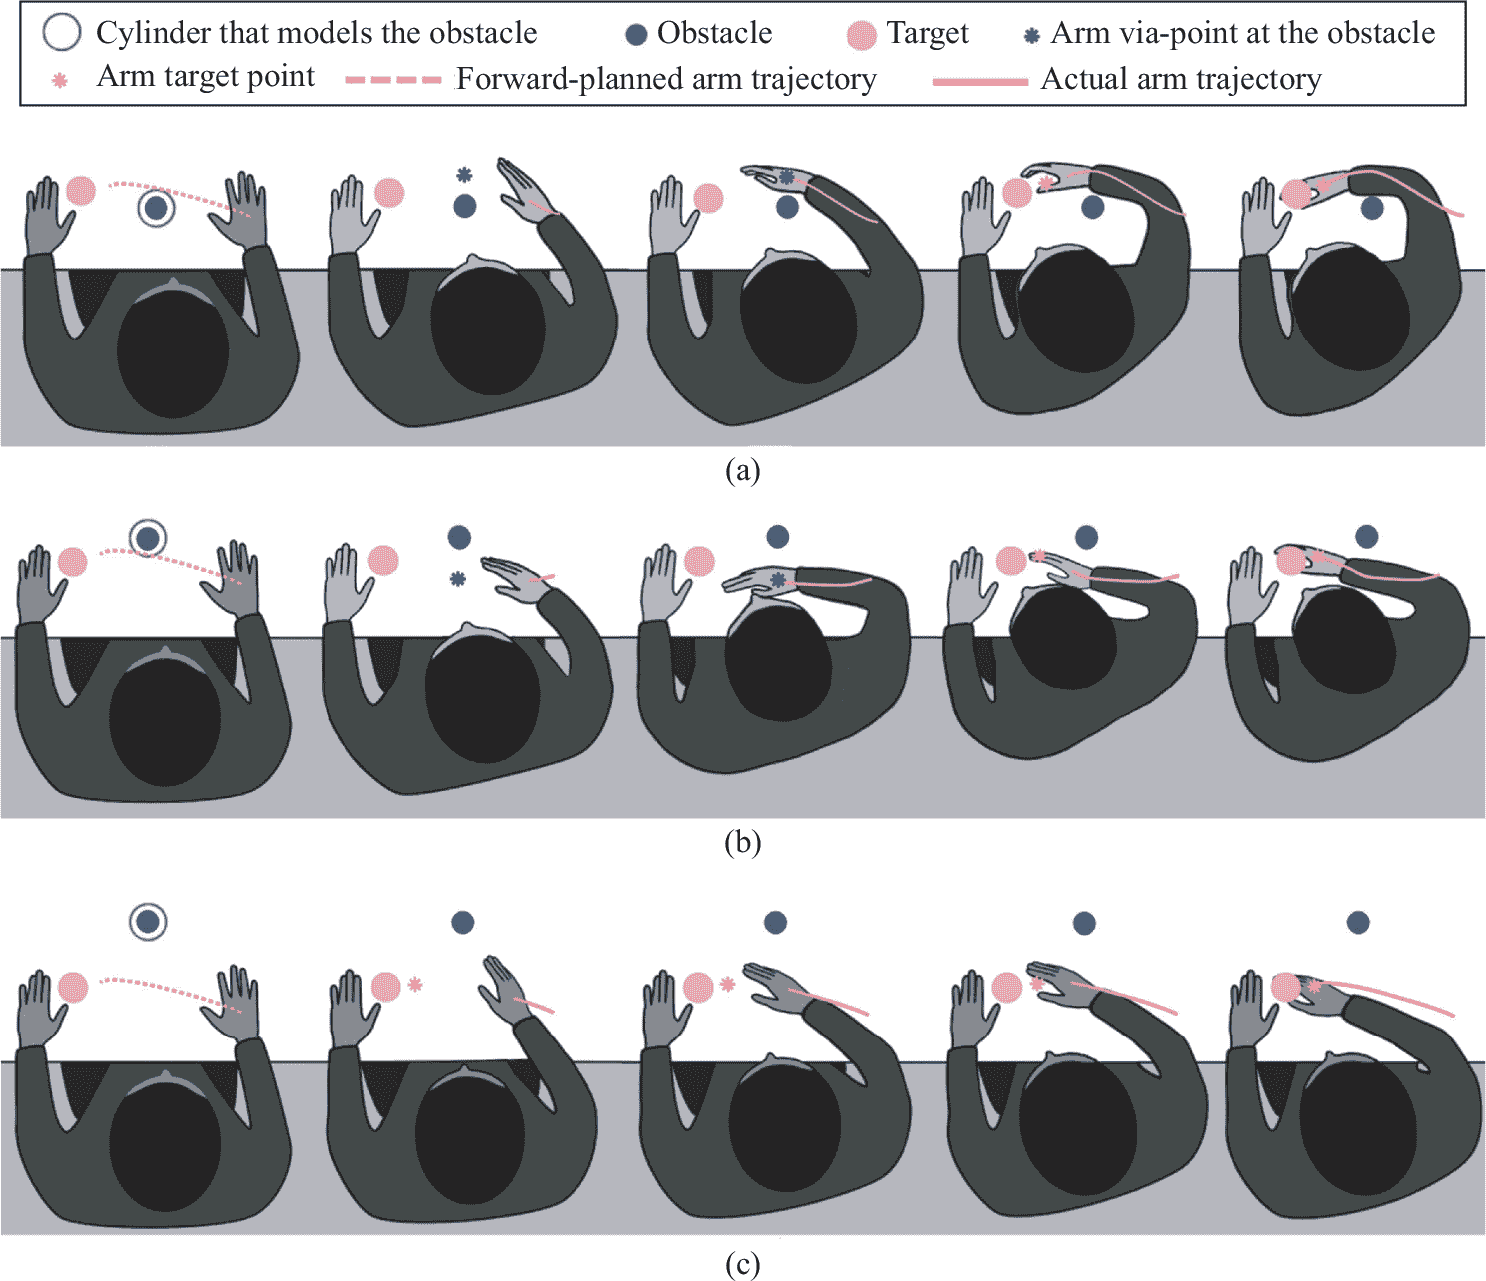 Cylinder that models the obstacle Obstacle Target Arm via-point at the obstacle
Arm target point Forward-planned arm trajectory Actual arm trajectory
(a)
(b)
(c)